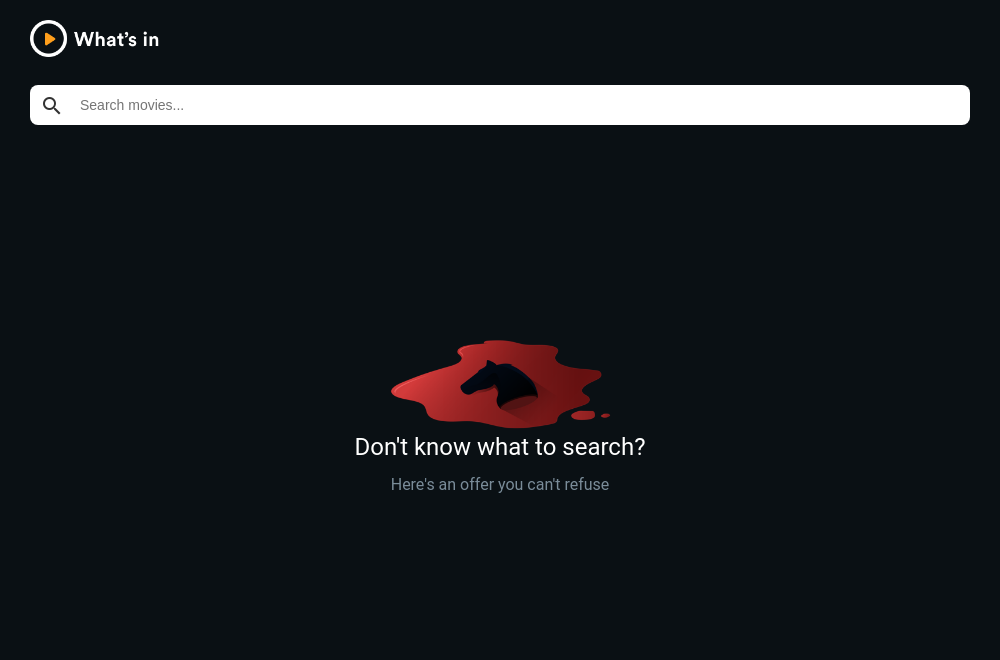 What's in
Search movies...
Don't know what to search?
Here's an offer you can't refuse